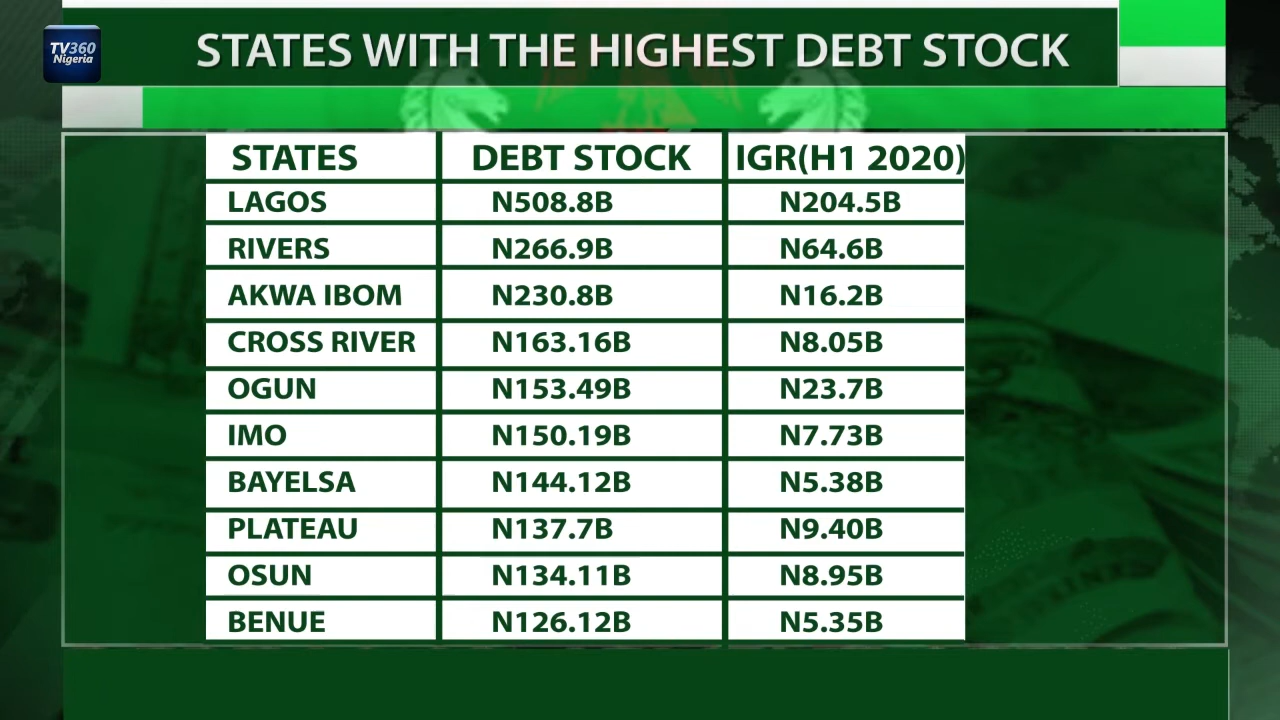 TV360
Nigeria
STATES WITH THE HIGHEST DEBT STOCK
STATES DEBT STOCK IGR(H1 2020)
LAGOS N508.8B N204.5B
RIVERS N266.9B N64.6B
AKWA IBOM N230.8B N16.2B
CROSS RIVER N163.16B N8.05B
OGUN N153.49B N23.7B
IMO N150.19B N7.73B
BAYELSA N144.12B N5.38B
PLATEAU N137.7B N9.40B
OSUN N134.11B N8.95B
BENUE N126.12B N5.35B